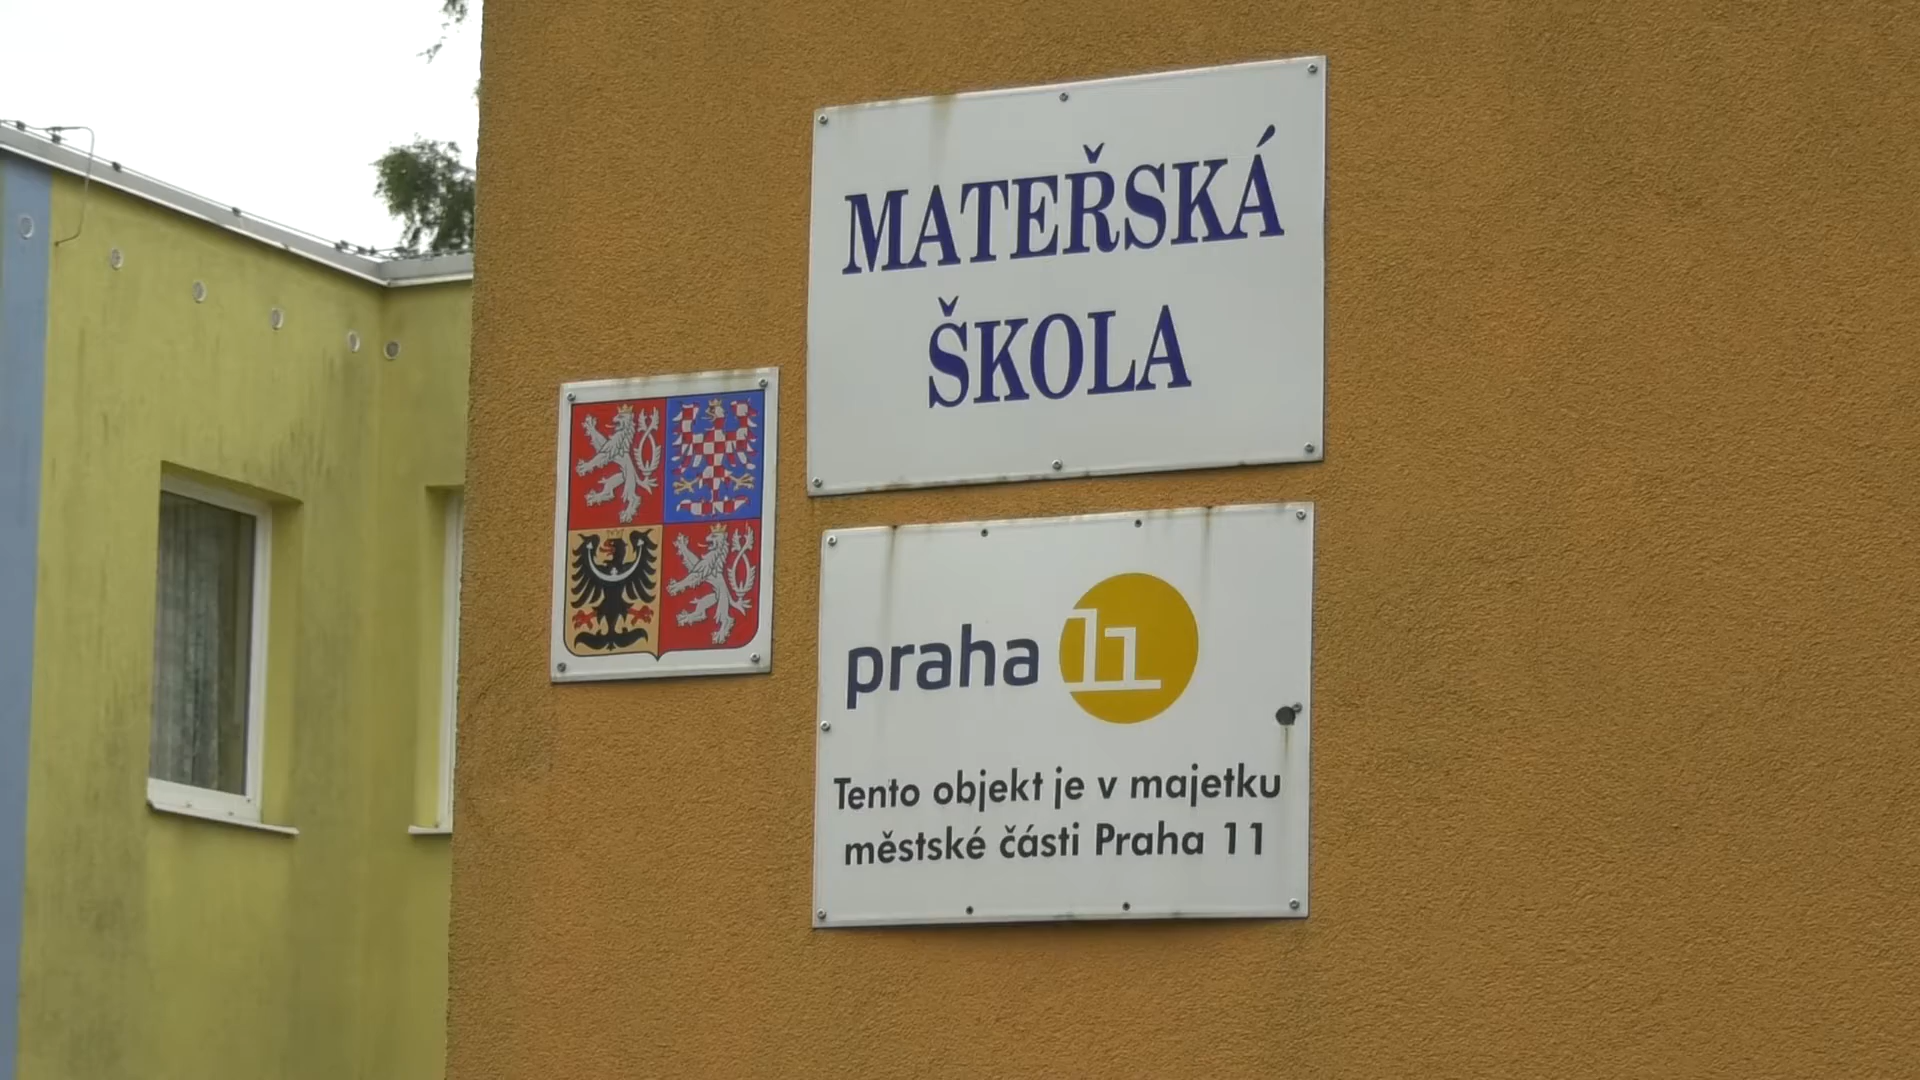 MATEŘSKÁ
ŠKOLA
praha 11
Tento objekt je v majetku
městské části Praha 11